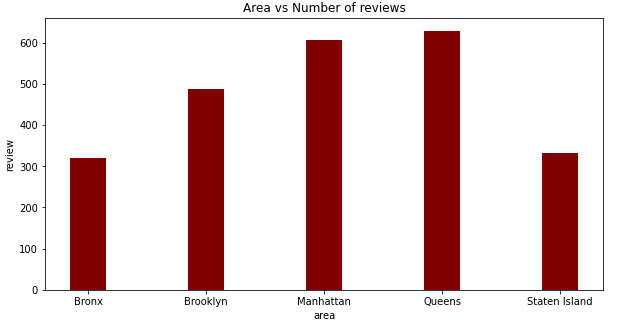 Area vs Number of reviews
600
500
400
300
200
100
0
review
Bronx Brooklyn Manhattan Queens Staten Island
area